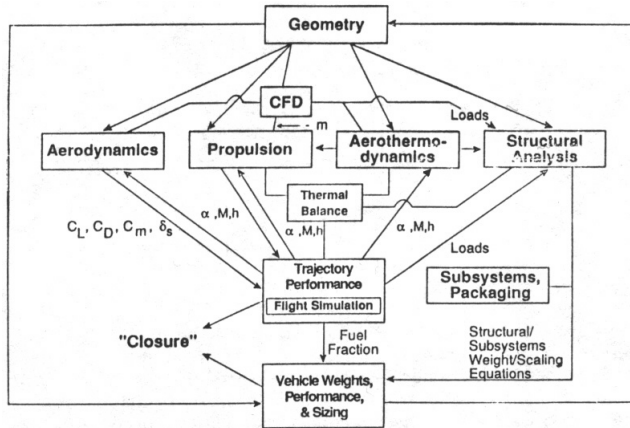 Geometry
CFD
Loads
- m
Aerodynamics
Propulsion
Aerothermo-
dynamics
Structural
Analysis
Thermal
Balance
α ,M,h
α ,M,h
α ,M,h
C_L, C_D, C_m, δ_s
Trajectory
Performance
Flight Simulation
Loads
Subsystems,
Packaging
"Closure"
Fuel
Fraction
Structural/
Subsystems
Weight/Scaling
Equations
Vehicle Weights,
Performance,
& Sizing